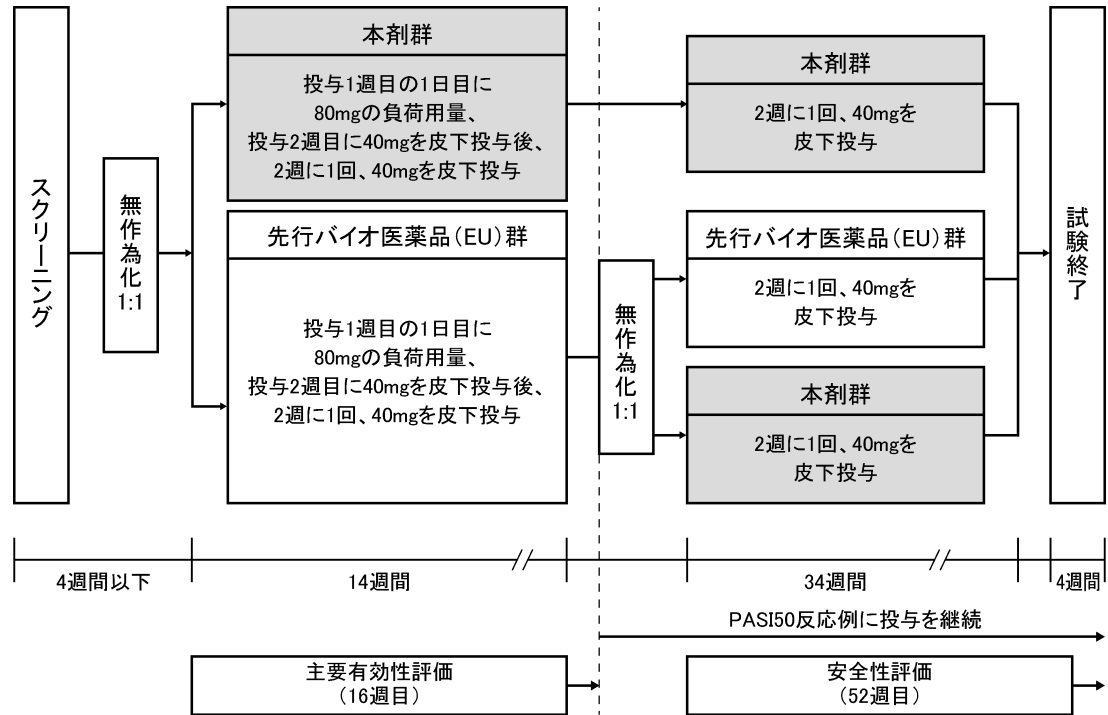 スクリーニング
無作為化
1:1
本剤群
投与1週目の1日目に
80mgの負荷用量、
投与2週目に40mgを皮下投与後、
2週に1回、40mgを皮下投与
先行バイオ医薬品(EU)群
投与1週目の1日目に
80mgの負荷用量、
投与2週目に40mgを皮下投与後、
2週に1回、40mgを皮下投与
無作為化
1:1
本剤群
2週に1回、40mgを
皮下投与
先行バイオ医薬品(EU)群
2週に1回、40mgを
皮下投与
本剤群
2週に1回、40mgを
皮下投与
試験終了
4週間以下
14週間
34週間
4週間
PASI50反応例に投与を継続
主要有効性評価
(16週目)
安全性評価
(52週目)